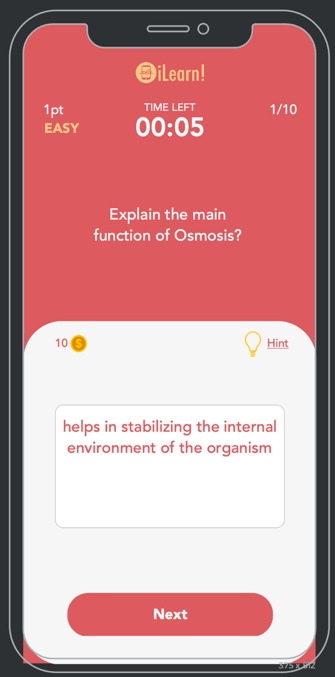 iLearn!
1pt
TIME LEFT
1/10
EASY
00:05
Explain the main
function of Osmosis?
10
Hint
helps in stabilizing the internal
environment of the organism
Next
375 x 812